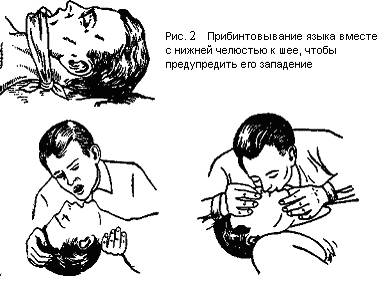 Рис. 2 Прибинтовывание языка вместе
с нижней челюстью к шее, чтобы
предупредить его западение